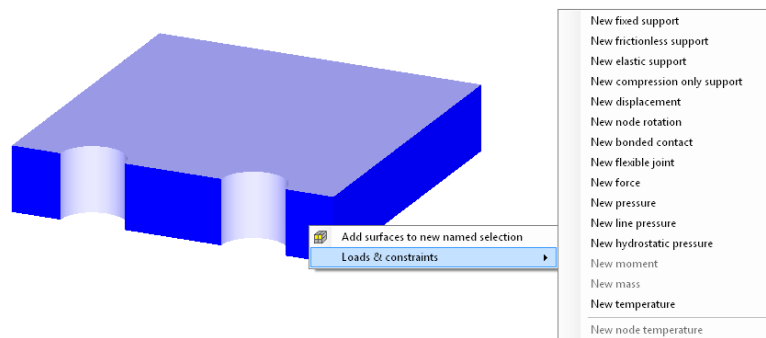 Add surfaces to new named selection
Loads & constraints
New fixed support
New frictionless support
New elastic support
New compression only support
New displacement
New node rotation
New bonded contact
New flexible joint
New force
New pressure
New line pressure
New hydrostatic pressure
New moment
New mass
New temperature
New node temperature